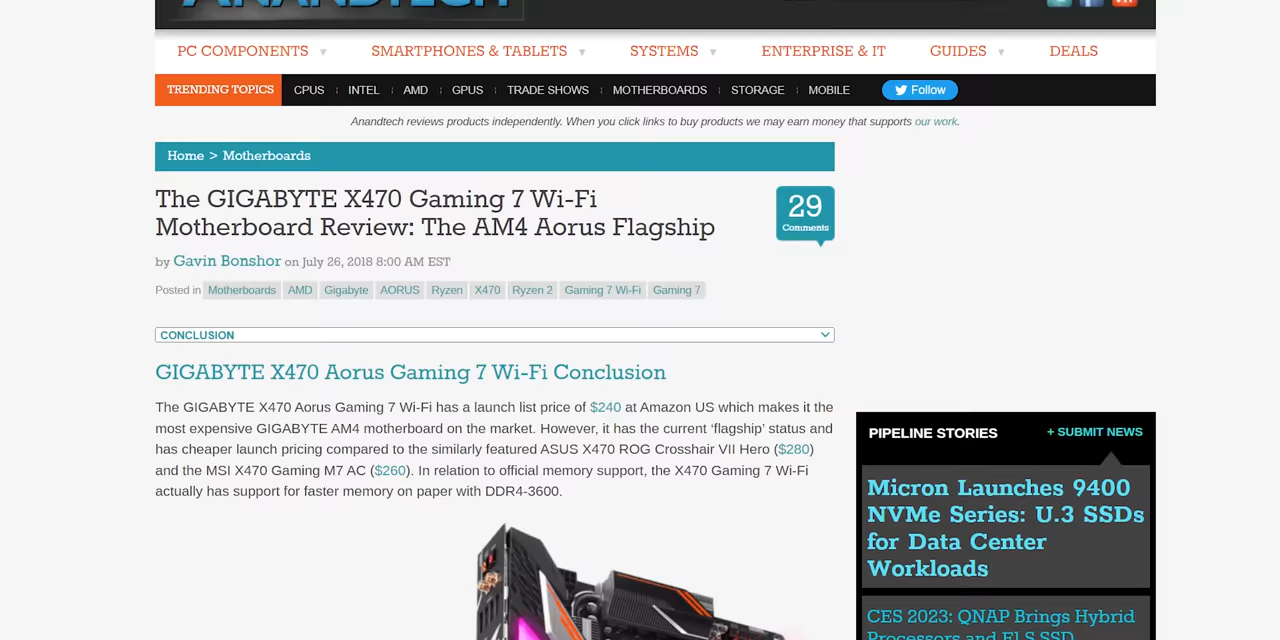 ANANDTECH
PC COMPONENTS SMARTPHONES & TABLETS SYSTEMS ENTERPRISE & IT GUIDES DEALS
TRENDING TOPICS CPUS INTEL AMD GPUS TRADE SHOWS MOTHERBOARDS STORAGE MOBILE Follow
Anandtech reviews products independently. When you click links to buy products we may earn money that supports our work.
Home > Motherboards
The GIGABYTE X470 Gaming 7 Wi-Fi
Motherboard Review: The AM4 Aorus Flagship
29
Comments
by Gavin Bonshor on July 26, 2018 8:00 AM EST
Posted in Motherboards AMD Gigabyte AORUS Ryzen X470 Ryzen 2 Gaming 7 Wi-Fi Gaming 7
CONCLUSION
GIGABYTE X470 Aorus Gaming 7 Wi-Fi Conclusion
The GIGABYTE X470 Aorus Gaming 7 Wi-Fi has a launch list price of $240 at Amazon US which makes it the
most expensive GIGABYTE AM4 motherboard on the market. However, it has the current ‘flagship’ status and
has cheaper launch pricing compared to the similarly featured ASUS X470 ROG Crosshair VII Hero ($280)
and the MSI X470 Gaming M7 AC ($260). In relation to official memory support, the X470 Gaming 7 Wi-Fi
actually has support for faster memory on paper with DDR4-3600.
PIPELINE STORIES + SUBMIT NEWS
Micron Launches 9400
NVMe Series: U.3 SSDs
for Data Center
Workloads
CES 2023: QNAP Brings Hybrid
Processors and E1.S SSD